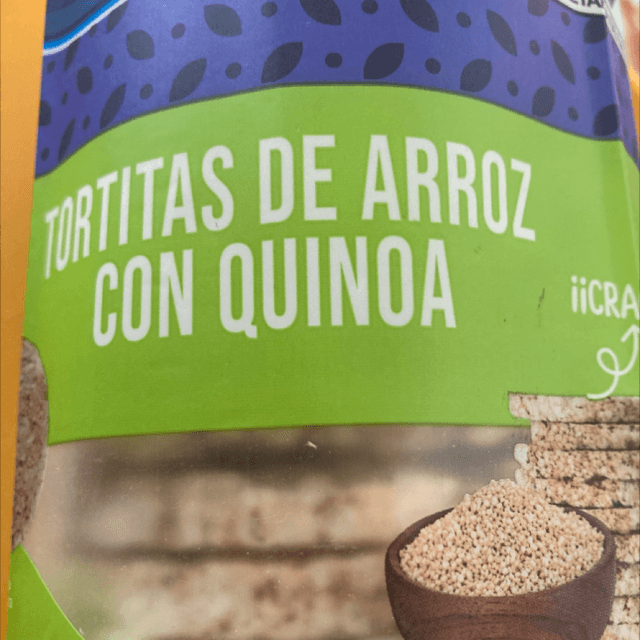 TORTITAS DE ARROZ
CON QUINOA
¡¡CRA